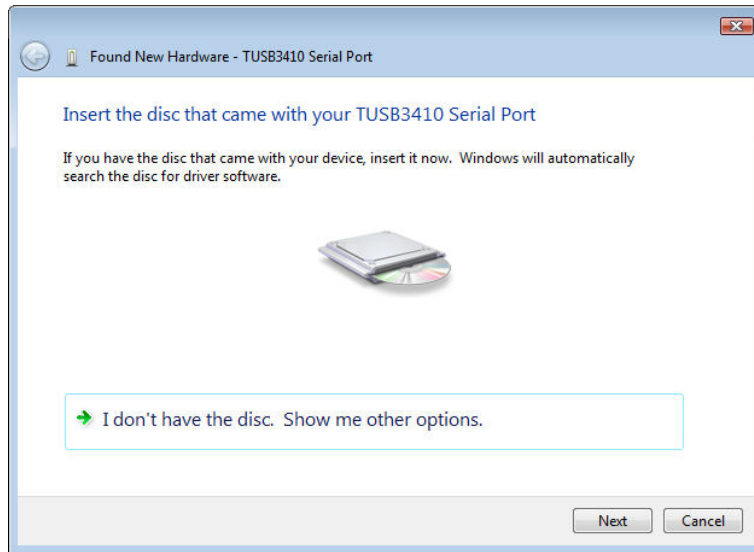 Found New Hardware - TUSB3410 Serial Port
Insert the disc that came with your TUSB3410 Serial Port
If you have the disc that came with your device, insert it now.  Windows will automatically
search the disc for driver software.
I don't have the disc.  Show me other options.
Next
Cancel